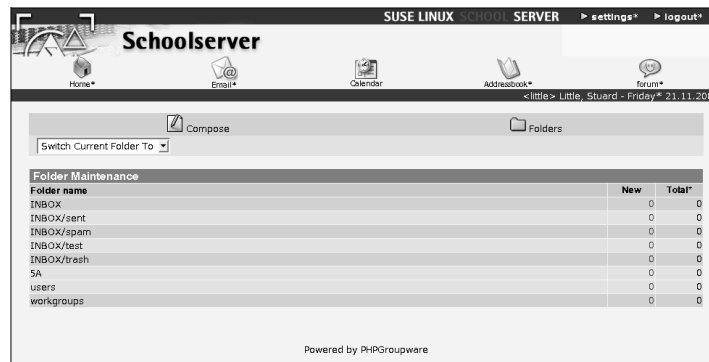 SUSE LINUX SCHOOL SERVER ► settings* ► logout*
Schoolserver
Home* Email* Calendar Addressbook* forum*
<little> Little, Stuard - Friday* 21.11.20
Compose Folders
Switch Current Folder To
Folder Maintenance
Folder name New Total*
INBOX 0 0
INBOX/sent 0 0
INBOX/spam 0 0
INBOX/test 0 0
INBOX/trash 0 0
5A 0 0
users 0 0
workgroups 0 0
Powered by PHPGroupware